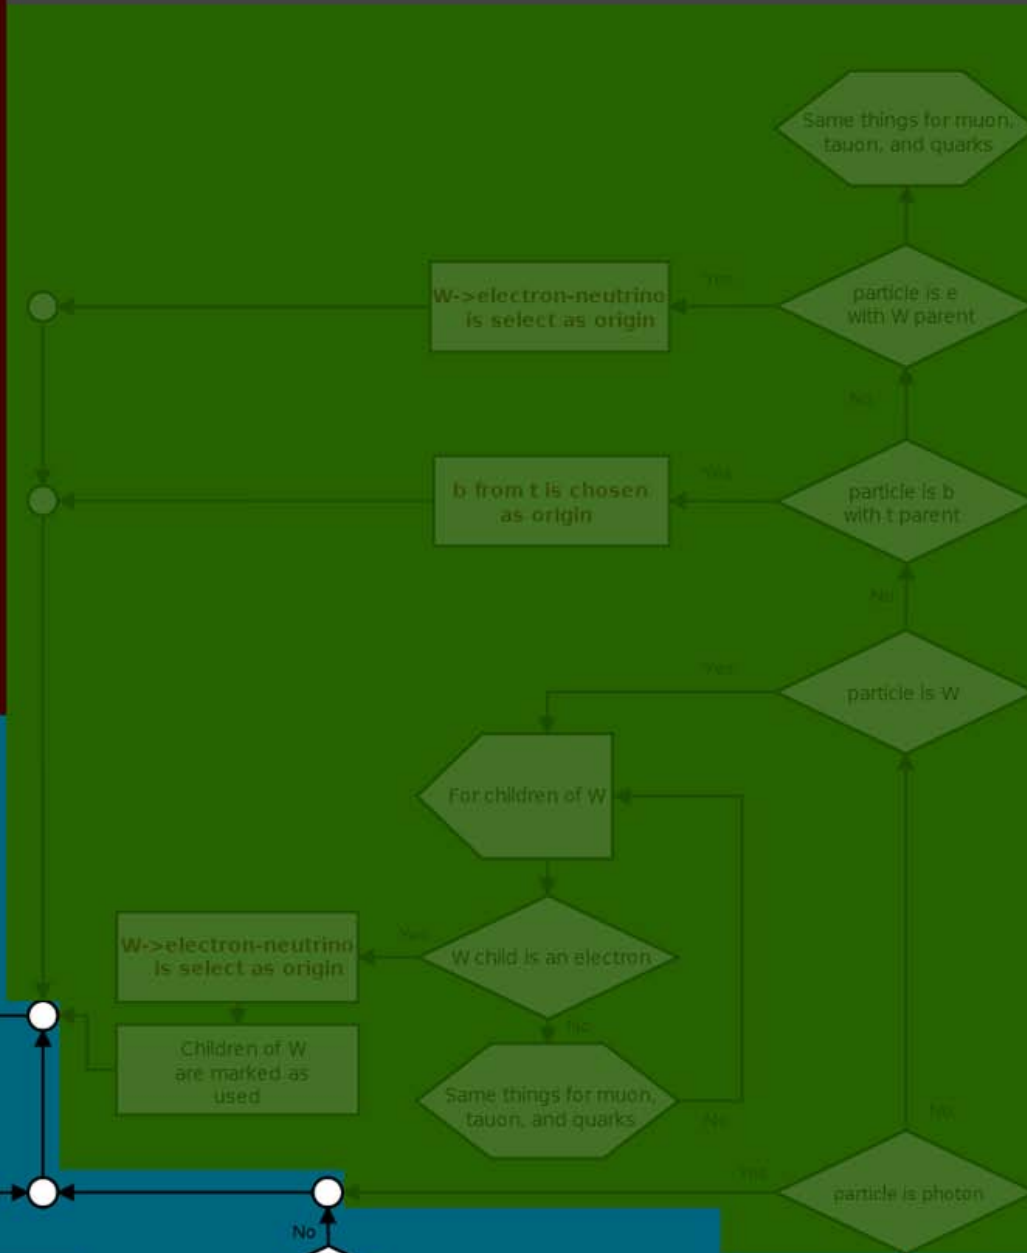 Same things for muon,
tauon, and quarks
W->electron-neutrino
is select as origin
Yes
particle is e
with W parent
No
b from t is chosen
as origin
Yes
particle is b
with t parent
No
Yes
particle is W
For children of W
W->electron-neutrino
is select as origin
Yes
W child is an electron
No
Children of W
are marked as
used
Same things for muon,
tauon, and quarks
No
No
Yes
particle is photon
No